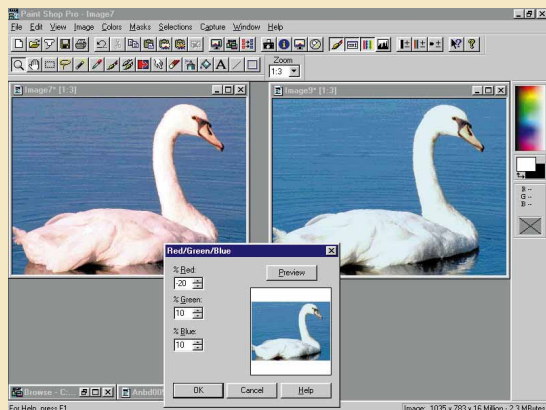 Paint Shop Pro - Image7
File Edit View Image Colors Masks Selections Capture Window Help
Zoom
1:3
Image7* [1:3]
Image9* [1:3]
R --
G --
B --
Red/Green/Blue
% Red:
-20
Preview
% Green:
10
% Blue:
10
OK Cancel Help
Browse - C:...
For Help, press F1
Image: 1035 x 783 x 16 Million - 2.3 MBytes